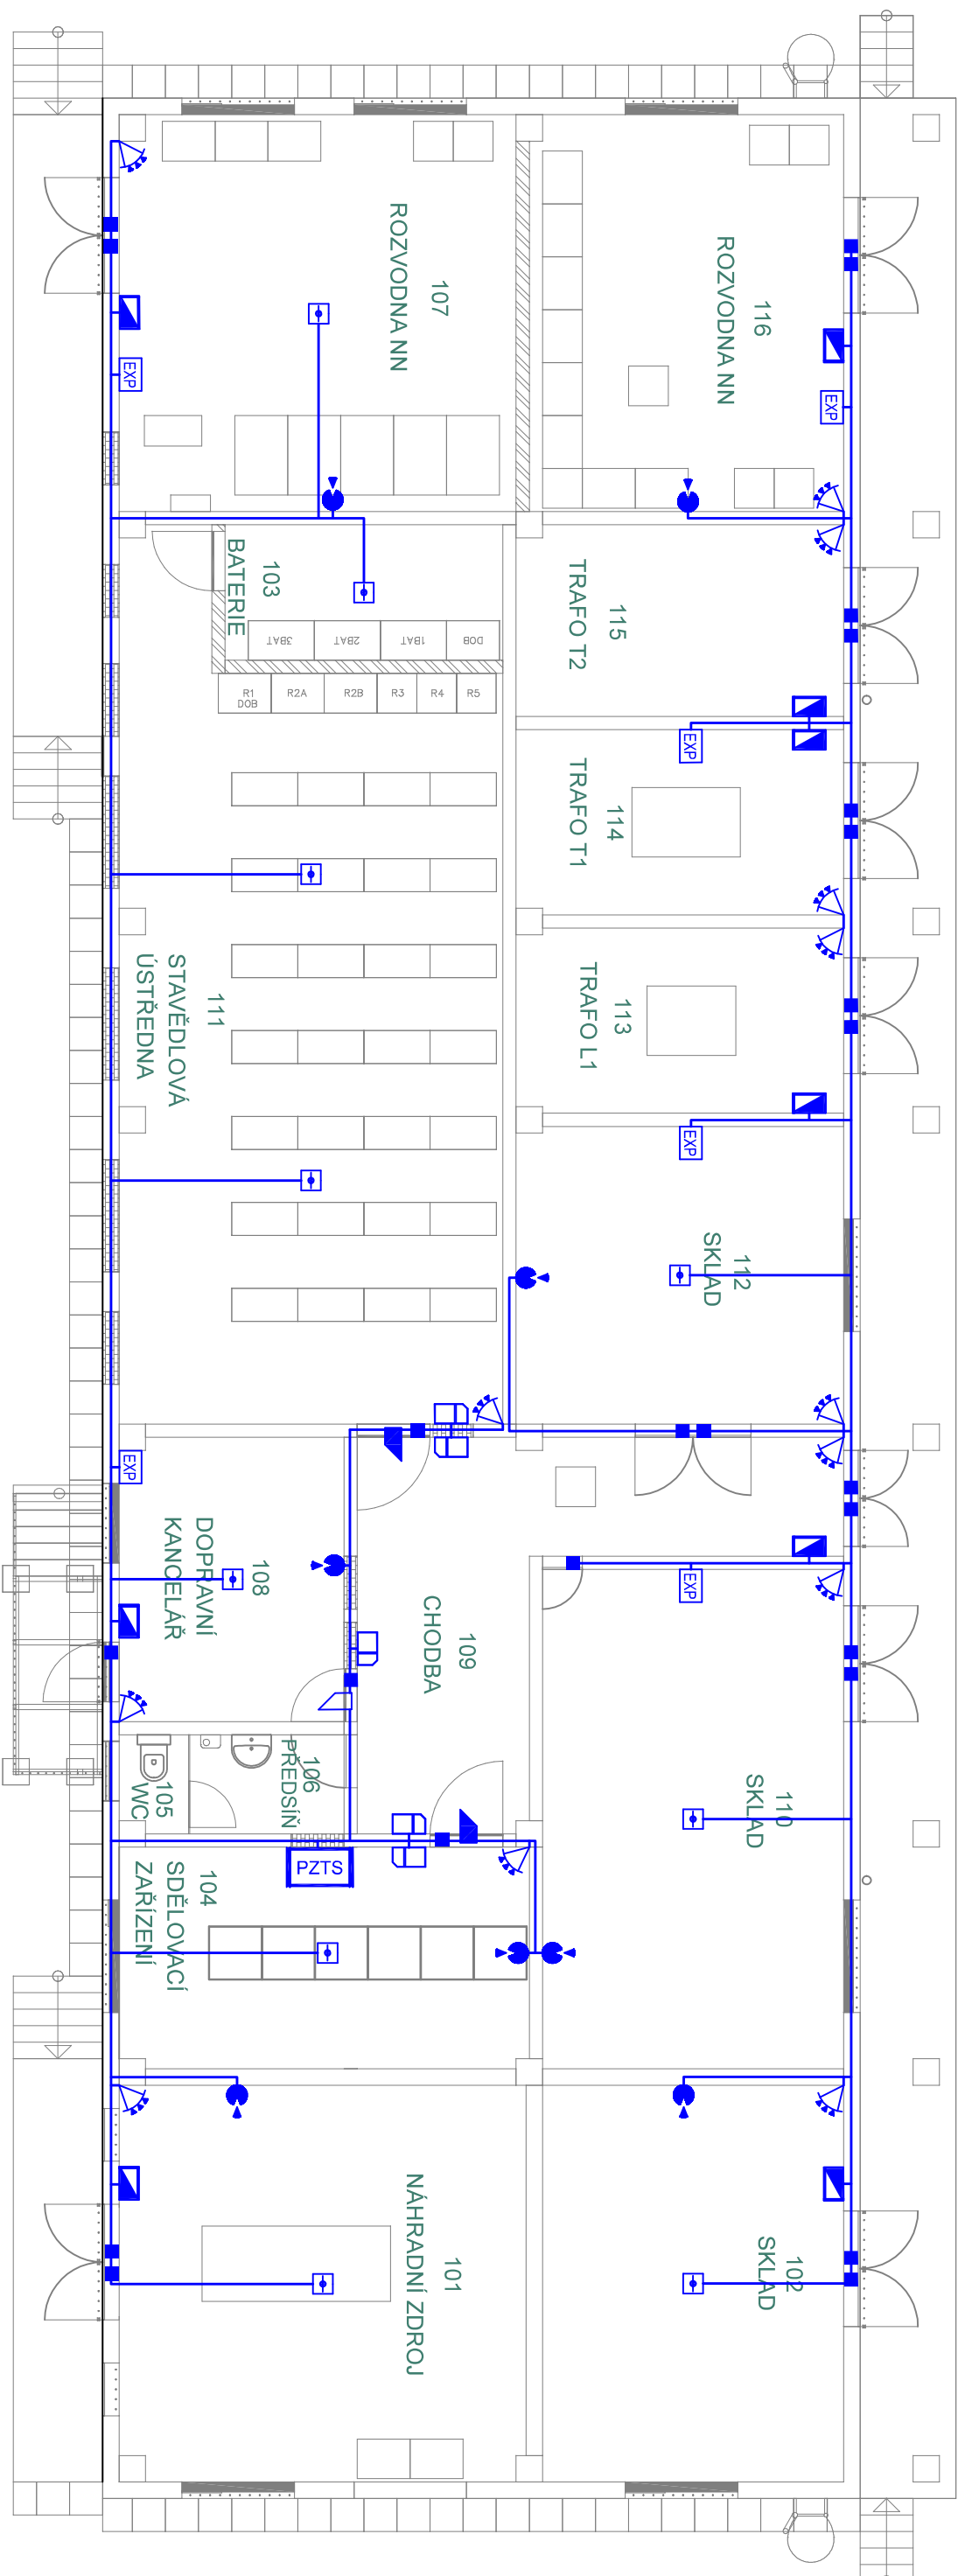 107
ROZVODNA NN
116
ROZVODNA NN
EXP
EXP
103
BATERIE
3BAT
2BAT
1BAT
DOB
R1
DOB
R2A
R2B
R3
R4
R5
115
TRAFO T2
EXP
114
TRAFO T1
113
TRAFO L1
EXP
111
STAVĚDLOVÁ
ÚSTŘEDNA
112
SKLAD
EXP
108
DOPRAVNÍ
KANCELÁŘ
109
CHODBA
EXP
106
PŘEDSÍŇ
105
WC
110
SKLAD
PZTS
104
SDĚLOVACÍ
ZAŘÍZENÍ
101
NÁHRADNÍ ZDROJ
102
SKLAD